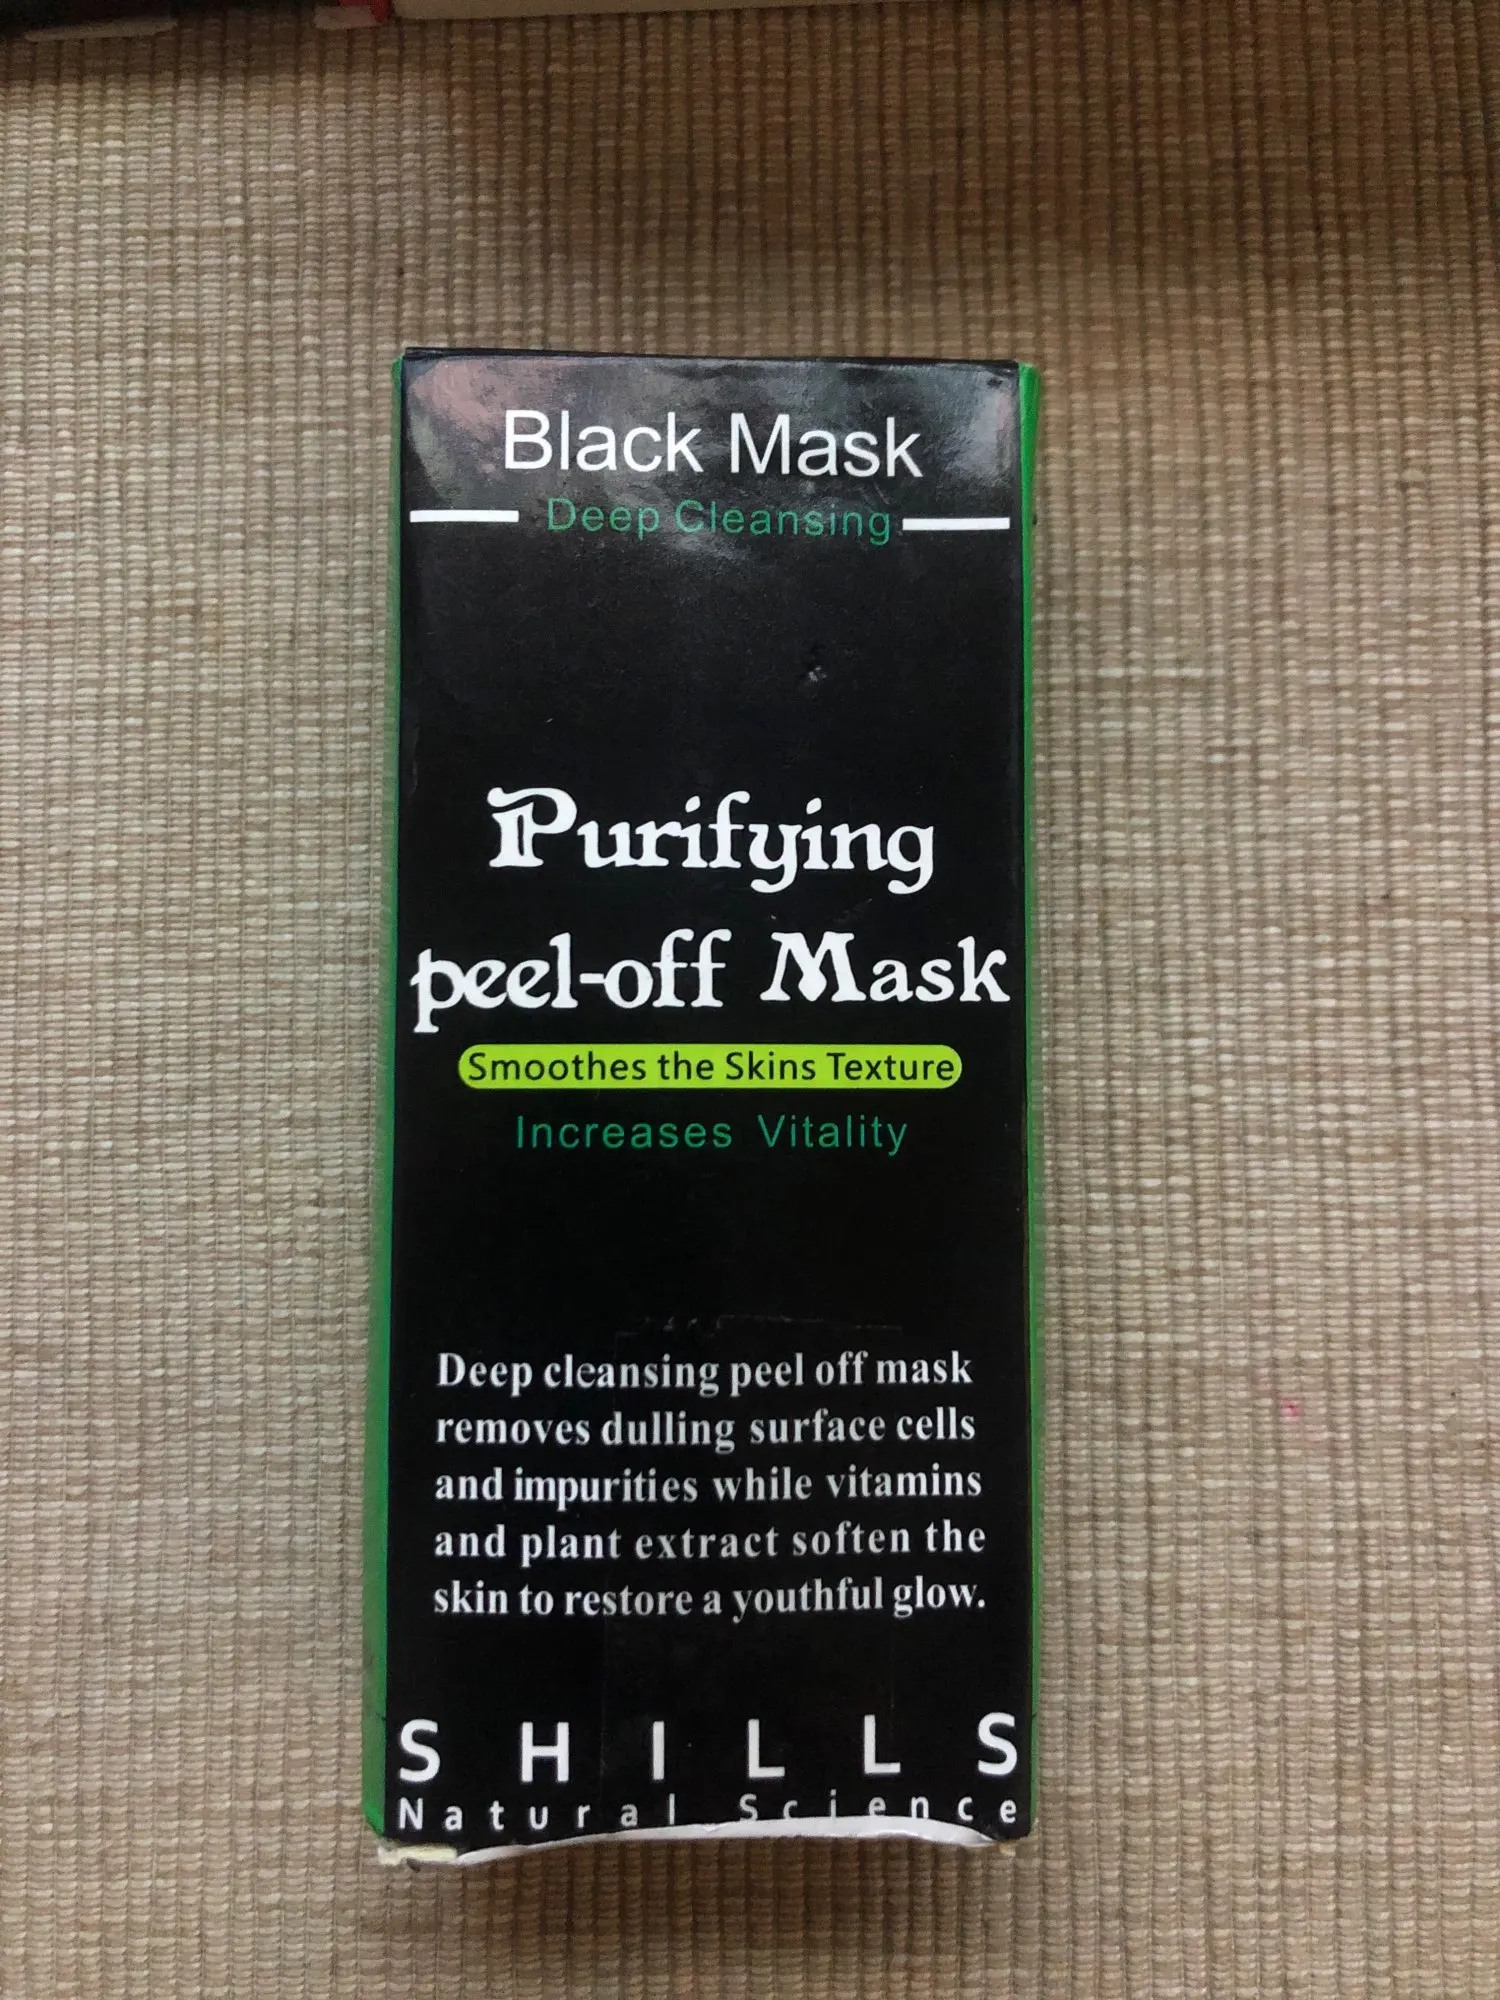 Black Mask
Deep Cleansing
Purifying
peel-off Mask
Smoothes the Skins Texture
Increases Vitality
Deep cleansing peel off mask
removes dulling surface cells
and impurities while vitamins
and plant extract soften the
skin to restore a youthful glow.
SHILLS
Natural Science